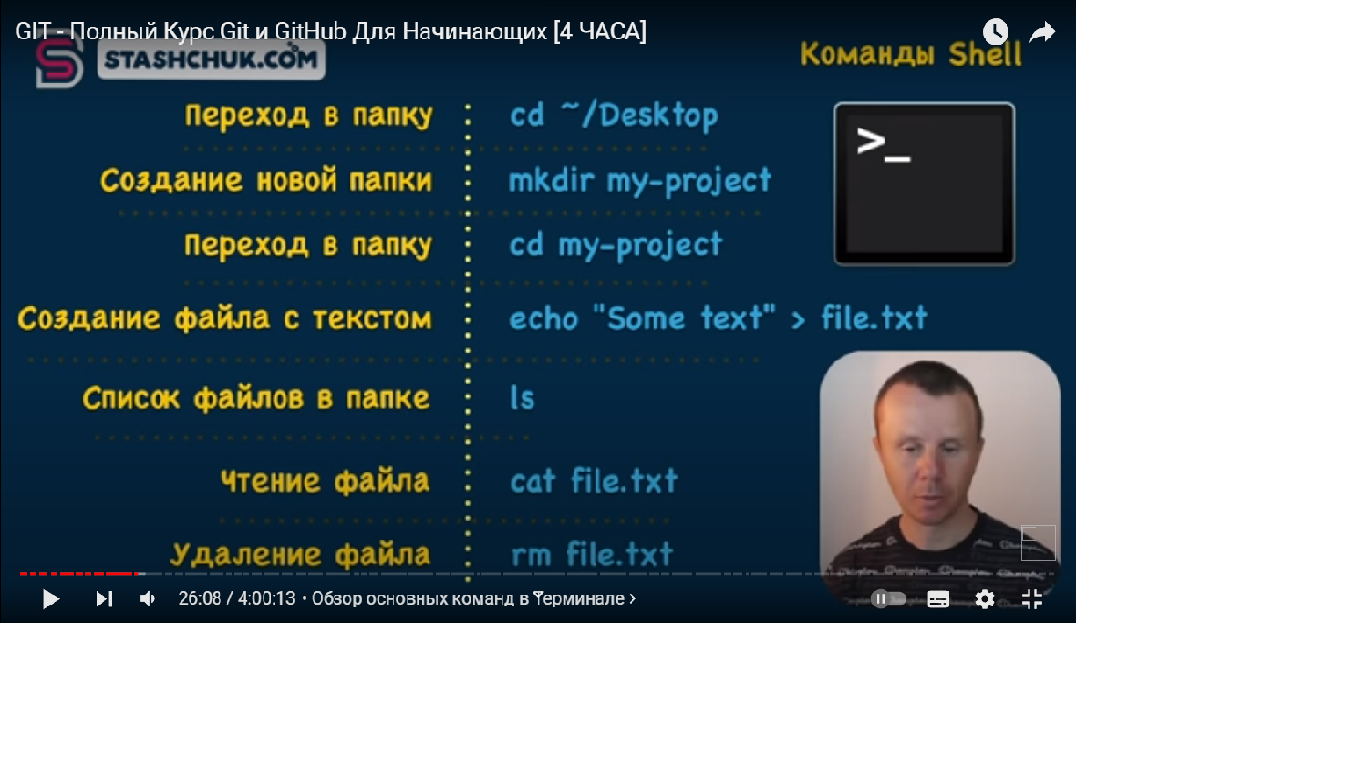 GIT - Полный Курс Git и GitHub Для Начинающих [4 ЧАСА]
STASHCHUK.COM
Команды Shell
Переход в папку cd ~/Desktop
>_
Создание новой папки mkdir my-project
Переход в папку cd my-project
Создание файла с текстом echo "Some text" > file.txt
Список файлов в папке ls
Чтение файла cat file.txt
Удаление файла rm file.txt
26:08 / 4:00:13 • Обзор основных команд в Терминале >